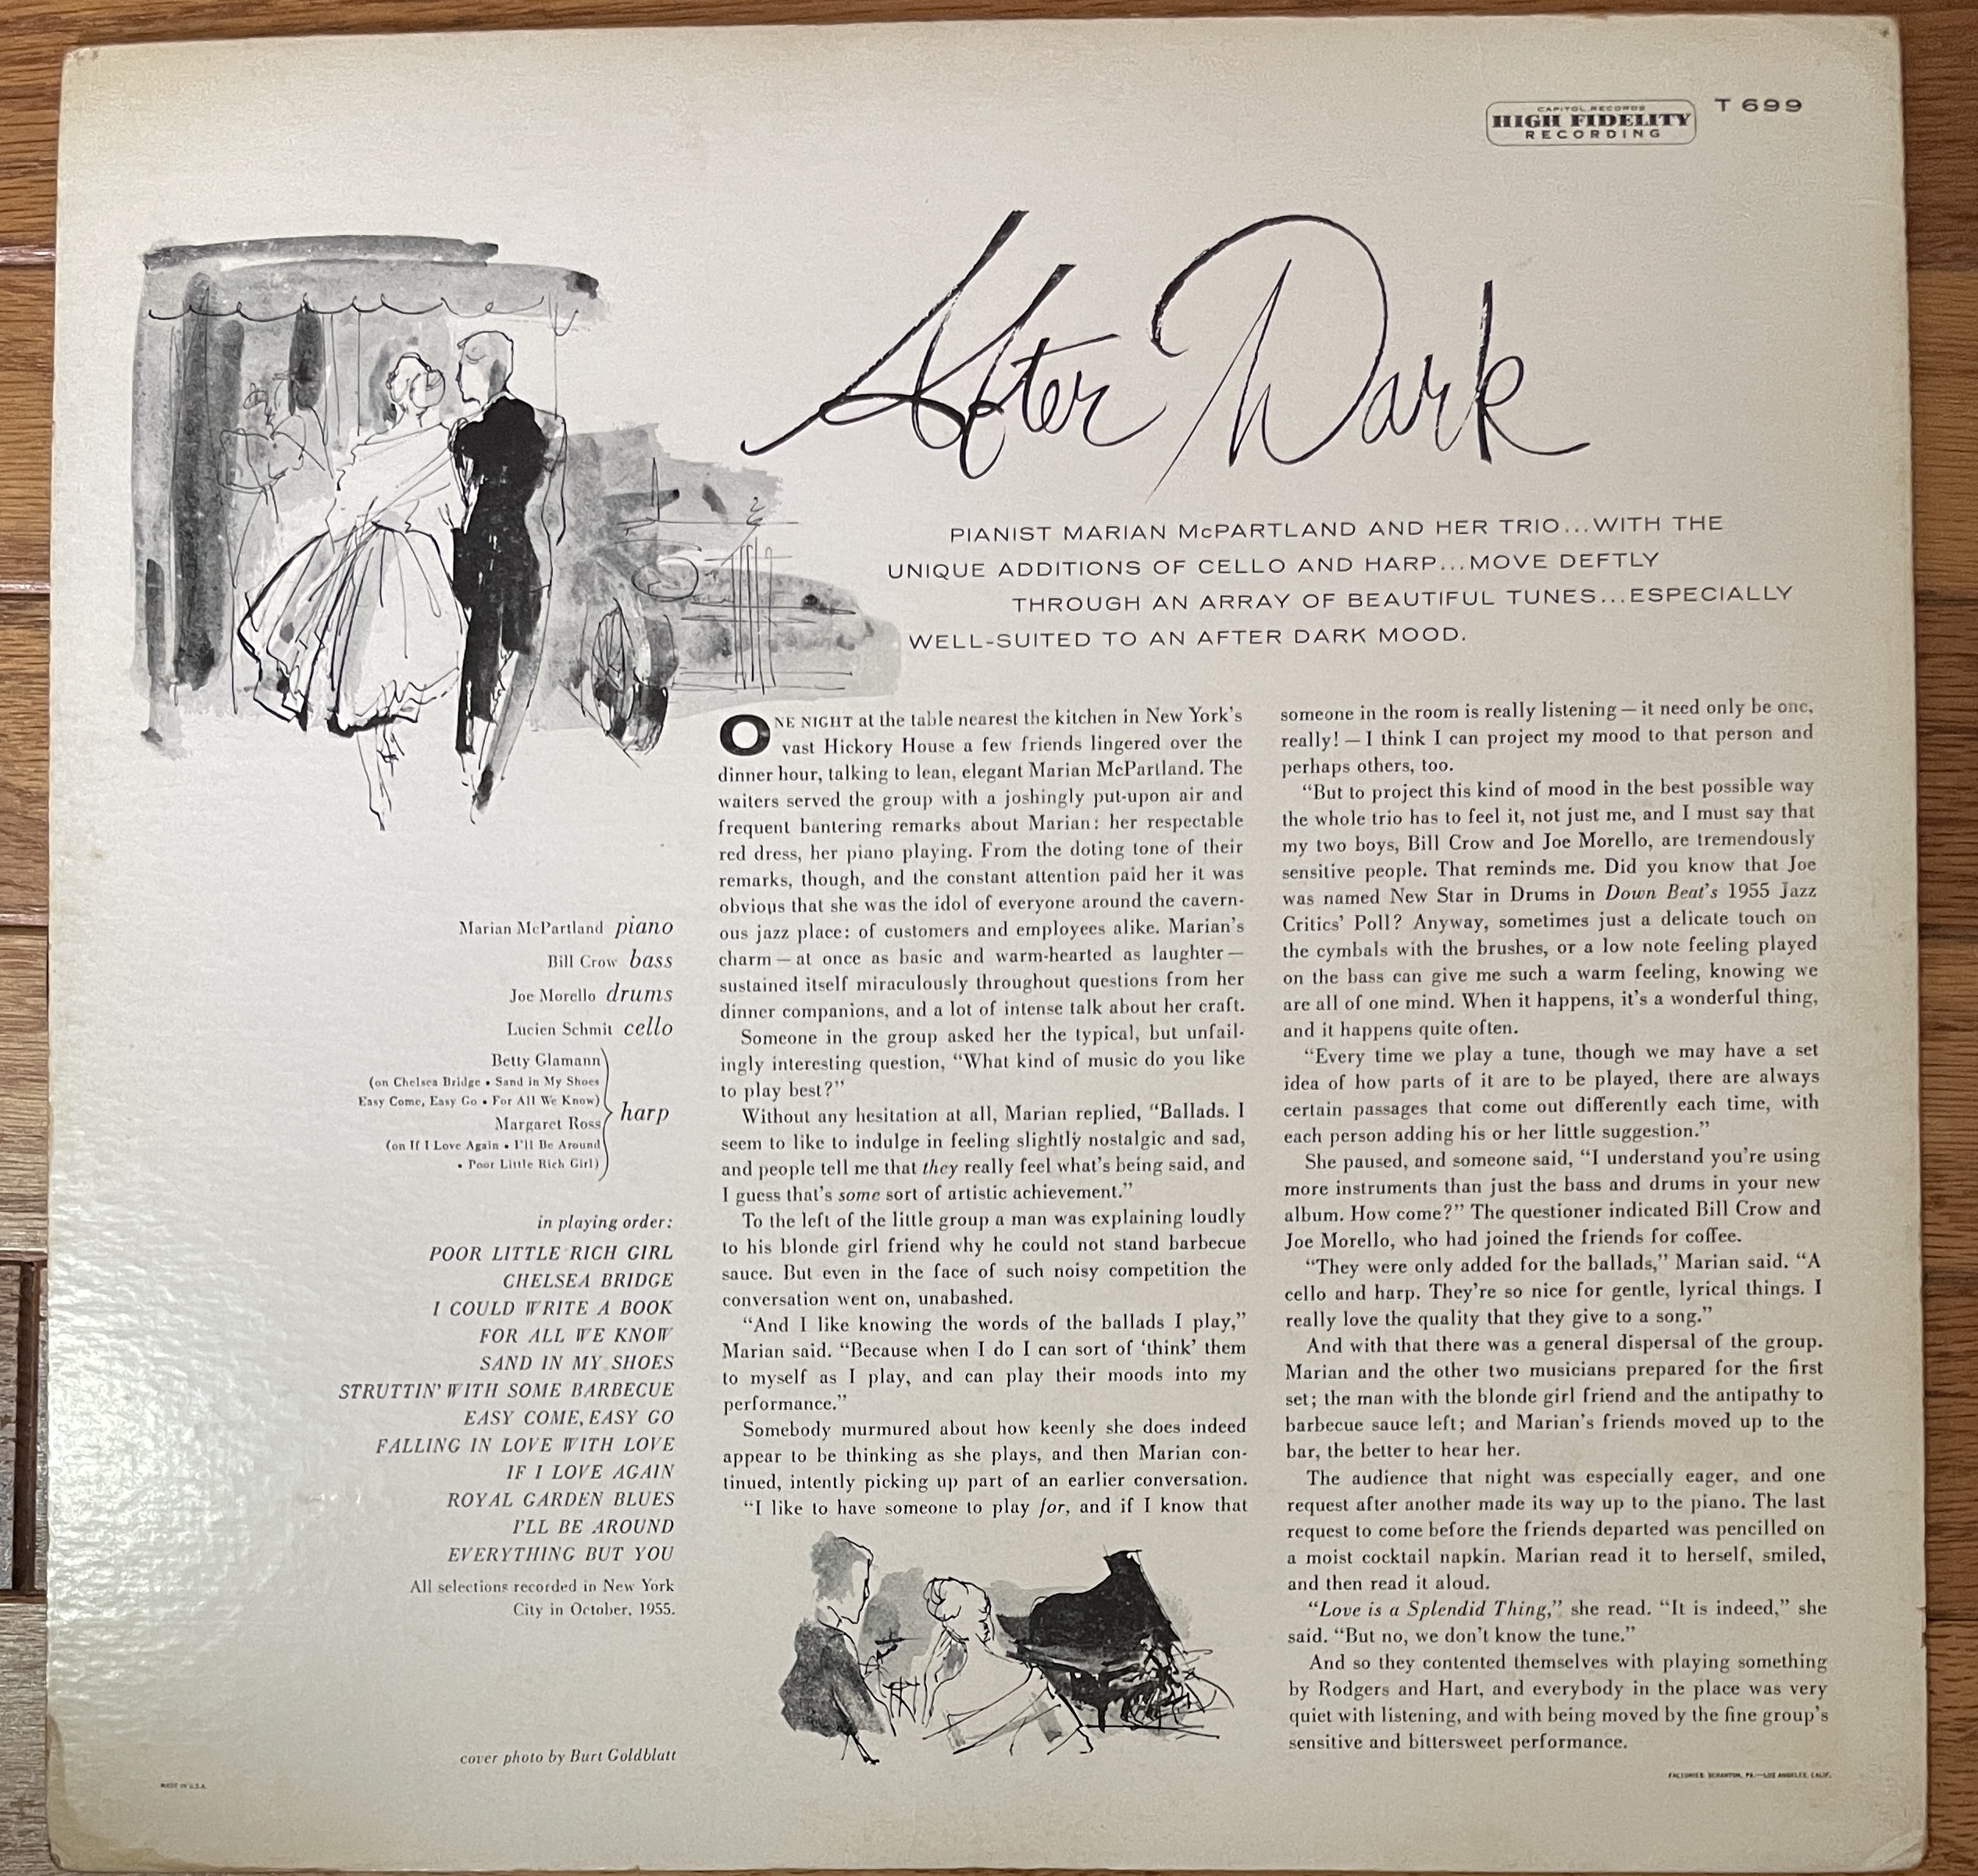 CAPITOL RECORDS
HIGH FIDELITY
RECORDING
T 699
After Dark
PIANIST MARIAN McPARTLAND AND HER TRIO...WITH THE
UNIQUE ADDITIONS OF CELLO AND HARP...MOVE DEFTLY
THROUGH AN ARRAY OF BEAUTIFUL TUNES...ESPECIALLY
WELL-SUITED TO AN AFTER DARK MOOD.
Marian McPartland piano
Bill Crow bass
Joe Morello drums
Lucien Schmit cello
Betty Glamann
(on Chelsea Bridge • Sand in My Shoes
Easy Come, Easy Go • For All We Know)
harp
Margaret Ross
(on If I Love Again • I'll Be Around
• Poor Little Rich Girl)
in playing order:
POOR LITTLE RICH GIRL
CHELSEA BRIDGE
I COULD WRITE A BOOK
FOR ALL WE KNOW
SAND IN MY SHOES
STRUTTIN' WITH SOME BARBECUE
EASY COME, EASY GO
FALLING IN LOVE WITH LOVE
IF I LOVE AGAIN
ROYAL GARDEN BLUES
I'LL BE AROUND
EVERYTHING BUT YOU
All selections recorded in New York
City in October, 1955.
cover photo by Burt Goldblatt
MADE IN U.S.A.
ONE NIGHT at the table nearest the kitchen in New York's
vast Hickory House a few friends lingered over the
dinner hour, talking to lean, elegant Marian McPartland. The
waiters served the group with a joshingly put-upon air and
frequent bantering remarks about Marian: her respectable
red dress, her piano playing. From the doting tone of their
remarks, though, and the constant attention paid her it was
obvious that she was the idol of everyone around the cavern-
ous jazz place: of customers and employees alike. Marian's
charm — at once as basic and warm-hearted as laughter —
sustained itself miraculously throughout questions from her
dinner companions, and a lot of intense talk about her craft.
Someone in the group asked her the typical, but unfail-
ingly interesting question, "What kind of music do you like
to play best?"
Without any hesitation at all, Marian replied, "Ballads. I
seem to like to indulge in feeling slightly nostalgic and sad,
and people tell me that they really feel what's being said, and
I guess that's some sort of artistic achievement."
To the left of the little group a man was explaining loudly
to his blonde girl friend why he could not stand barbecue
sauce. But even in the face of such noisy competition the
conversation went on, unabashed.
"And I like knowing the words of the ballads I play,"
Marian said. "Because when I do I can sort of 'think' them
to myself as I play, and can play their moods into my
performance."
Somebody murmured about how keenly she does indeed
appear to be thinking as she plays, and then Marian con-
tinued, intently picking up part of an earlier conversation.
"I like to have someone to play for, and if I know that
someone in the room is really listening — it need only be one,
really! — I think I can project my mood to that person and
perhaps others, too.
"But to project this kind of mood in the best possible way
the whole trio has to feel it, not just me, and I must say that
my two boys, Bill Crow and Joe Morello, are tremendously
sensitive people. That reminds me. Did you know that Joe
was named New Star in Drums in Down Beat's 1955 Jazz
Critics' Poll? Anyway, sometimes just a delicate touch on
the cymbals with the brushes, or a low note feeling played
on the bass can give me such a warm feeling, knowing we
are all of one mind. When it happens, it's a wonderful thing,
and it happens quite often.
"Every time we play a tune, though we may have a set
idea of how parts of it are to be played, there are always
certain passages that come out differently each time, with
each person adding his or her little suggestion."
She paused, and someone said, "I understand you're using
more instruments than just the bass and drums in your new
album. How come?" The questioner indicated Bill Crow and
Joe Morello, who had joined the friends for coffee.
"They were only added for the ballads," Marian said. "A
cello and harp. They're so nice for gentle, lyrical things. I
really love the quality that they give to a song."
And with that there was a general dispersal of the group.
Marian and the other two musicians prepared for the first
set; the man with the blonde girl friend and the antipathy to
barbecue sauce left; and Marian's friends moved up to the
bar, the better to hear her.
The audience that night was especially eager, and one
request after another made its way up to the piano. The last
request to come before the friends departed was pencilled on
a moist cocktail napkin. Marian read it to herself, smiled,
and then read it aloud.
"Love is a Splendid Thing," she read. "It is indeed," she
said. "But no, we don't know the tune."
And so they contented themselves with playing something
by Rodgers and Hart, and everybody in the place was very
quiet with listening, and with being moved by the fine group's
sensitive and bittersweet performance.
FACTORIES: SCRANTON, PA.—LOS ANGELES, CALIF.